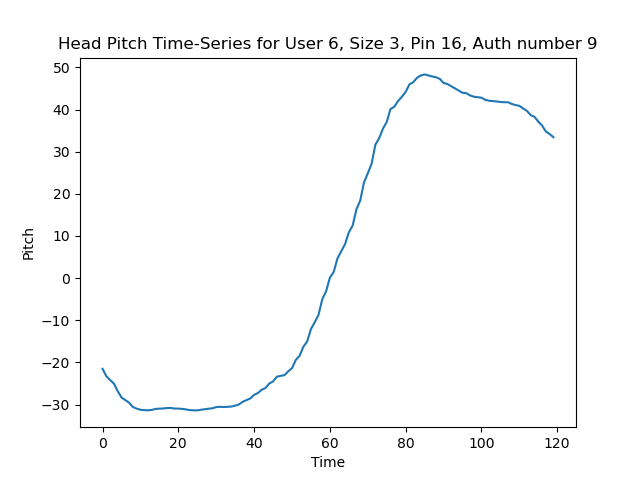 Head Pitch Time-Series for User 6, Size 3, Pin 16, Auth number 9
50
40
30
20
10
0
−10
−20
−30
Pitch
0 20 40 60 80 100 120
Time